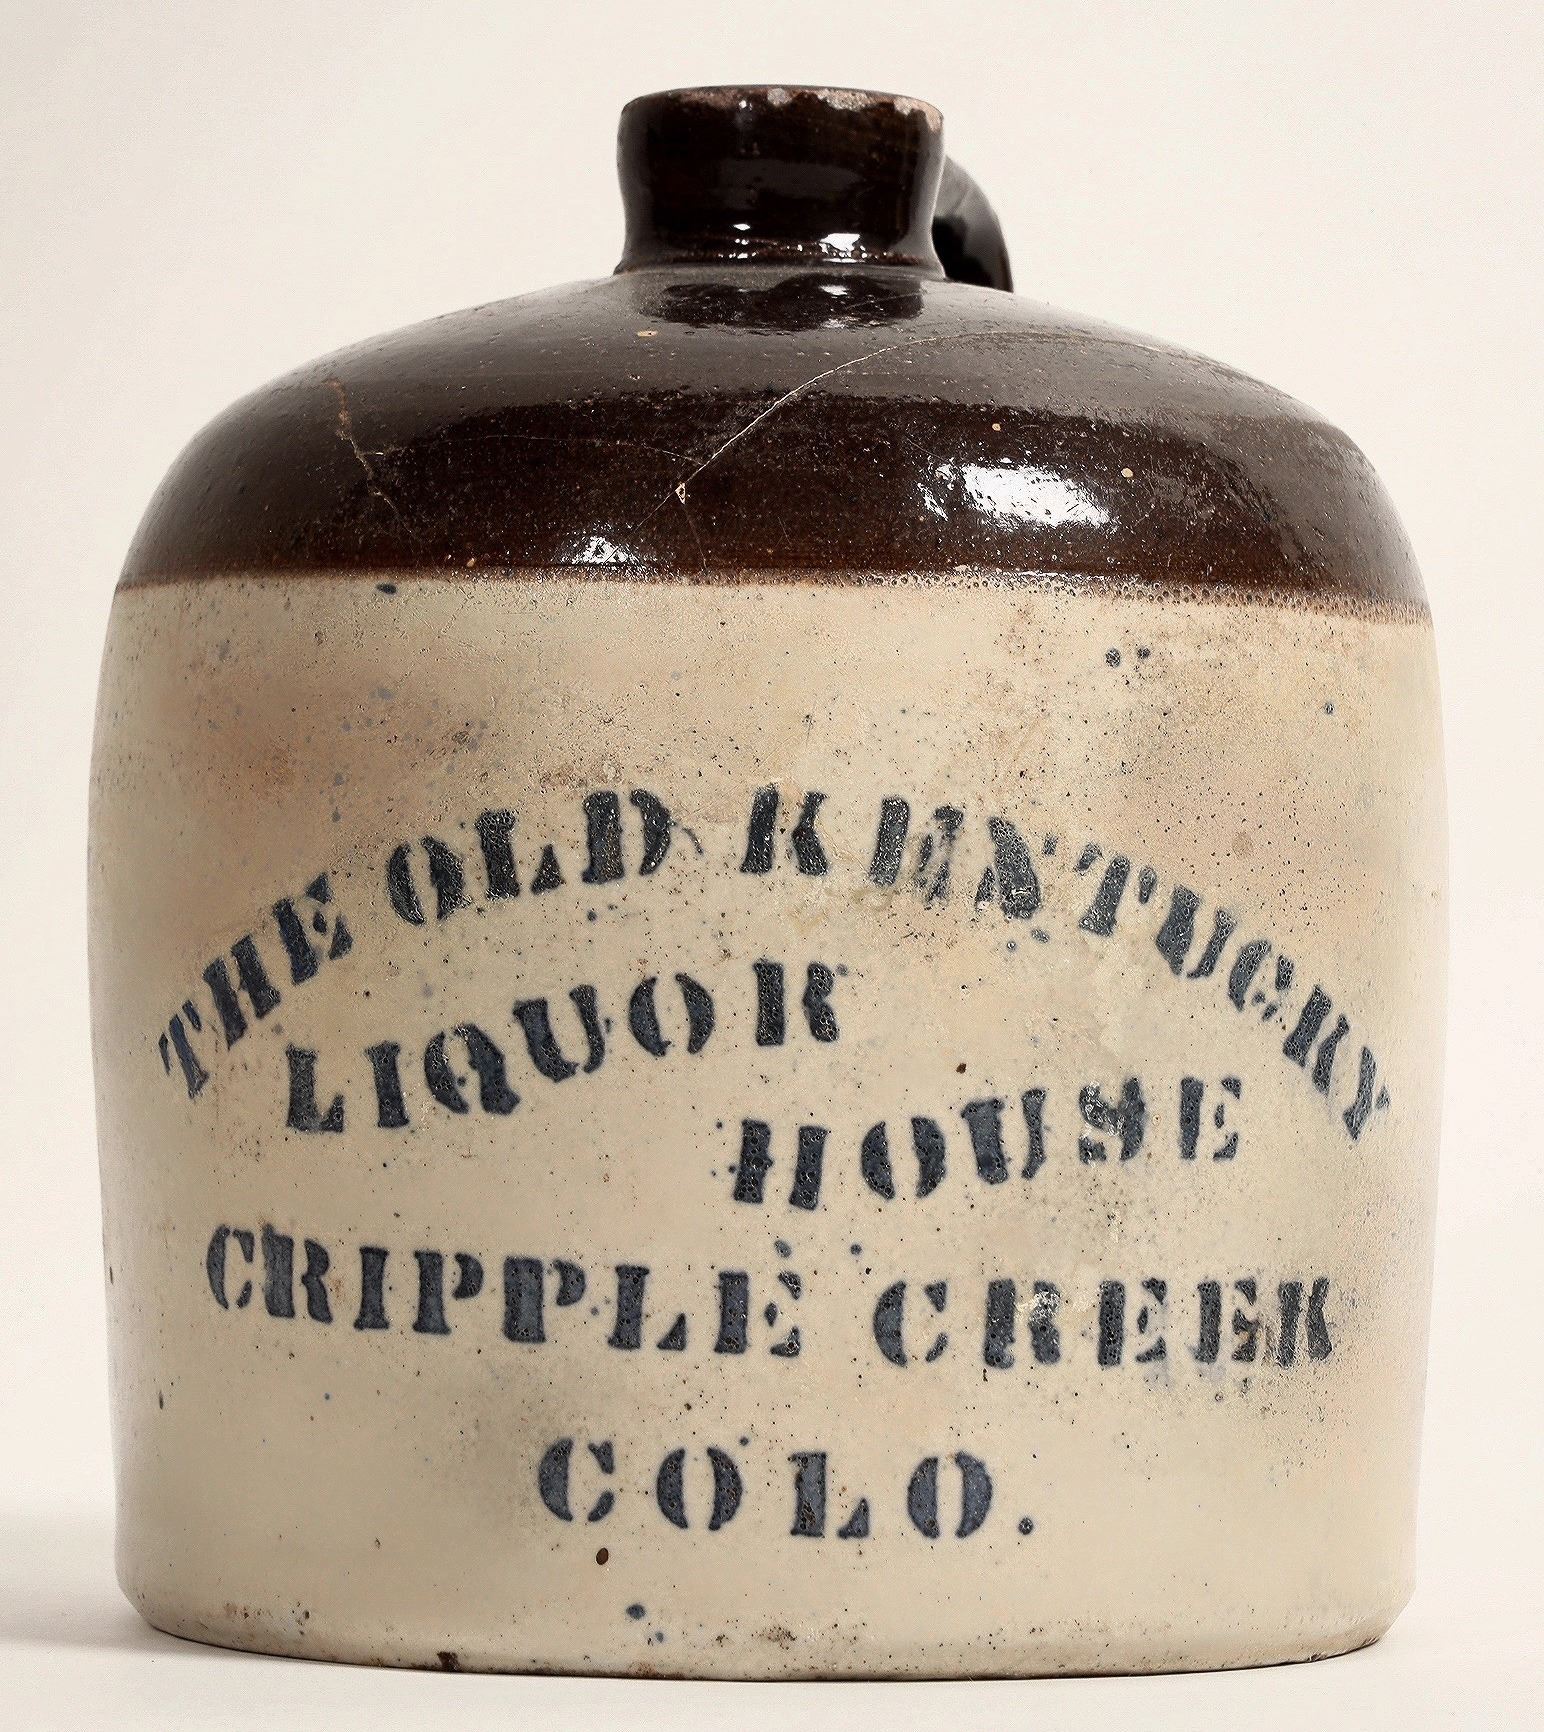 THE OLD KENTUCKY
LIQUOR
HOUSE
CRIPPLE CREEK
COLO.